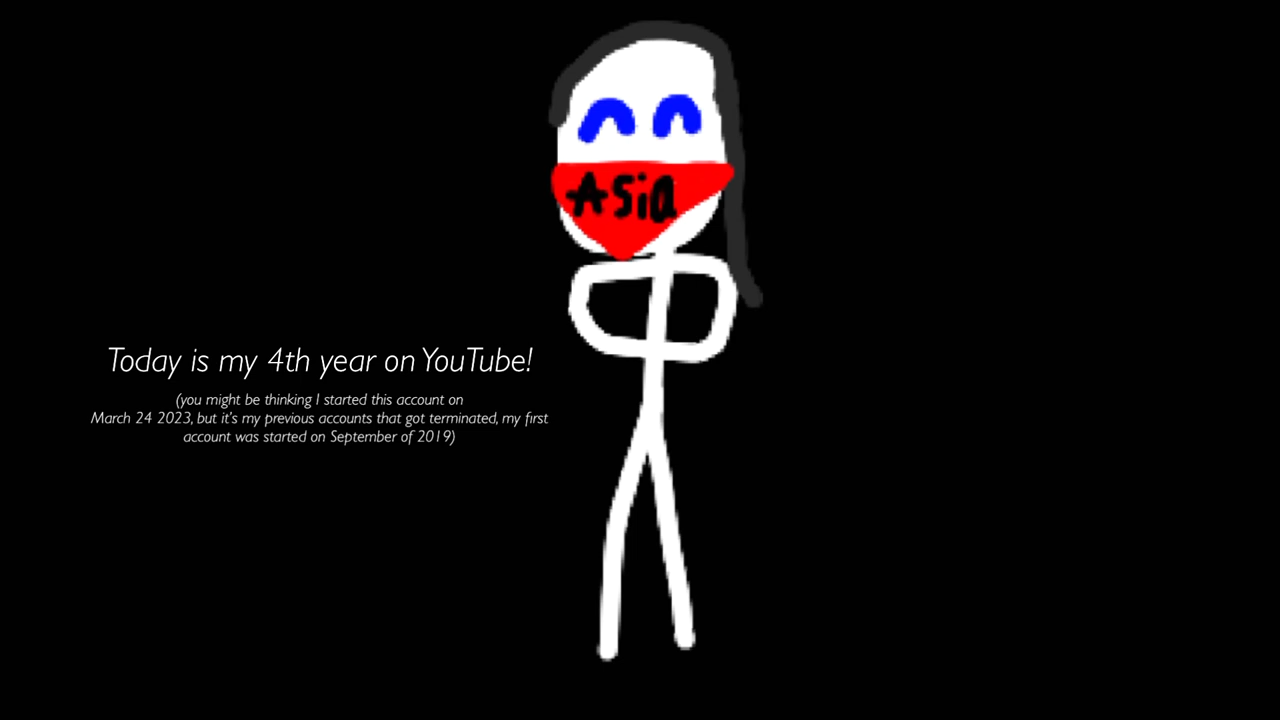 Asia
Today is my 4th year on YouTube!
(you might be thinking I started this account on
March 24 2023, but it's my previous accounts that got terminated, my first
account was started on September of 2019)